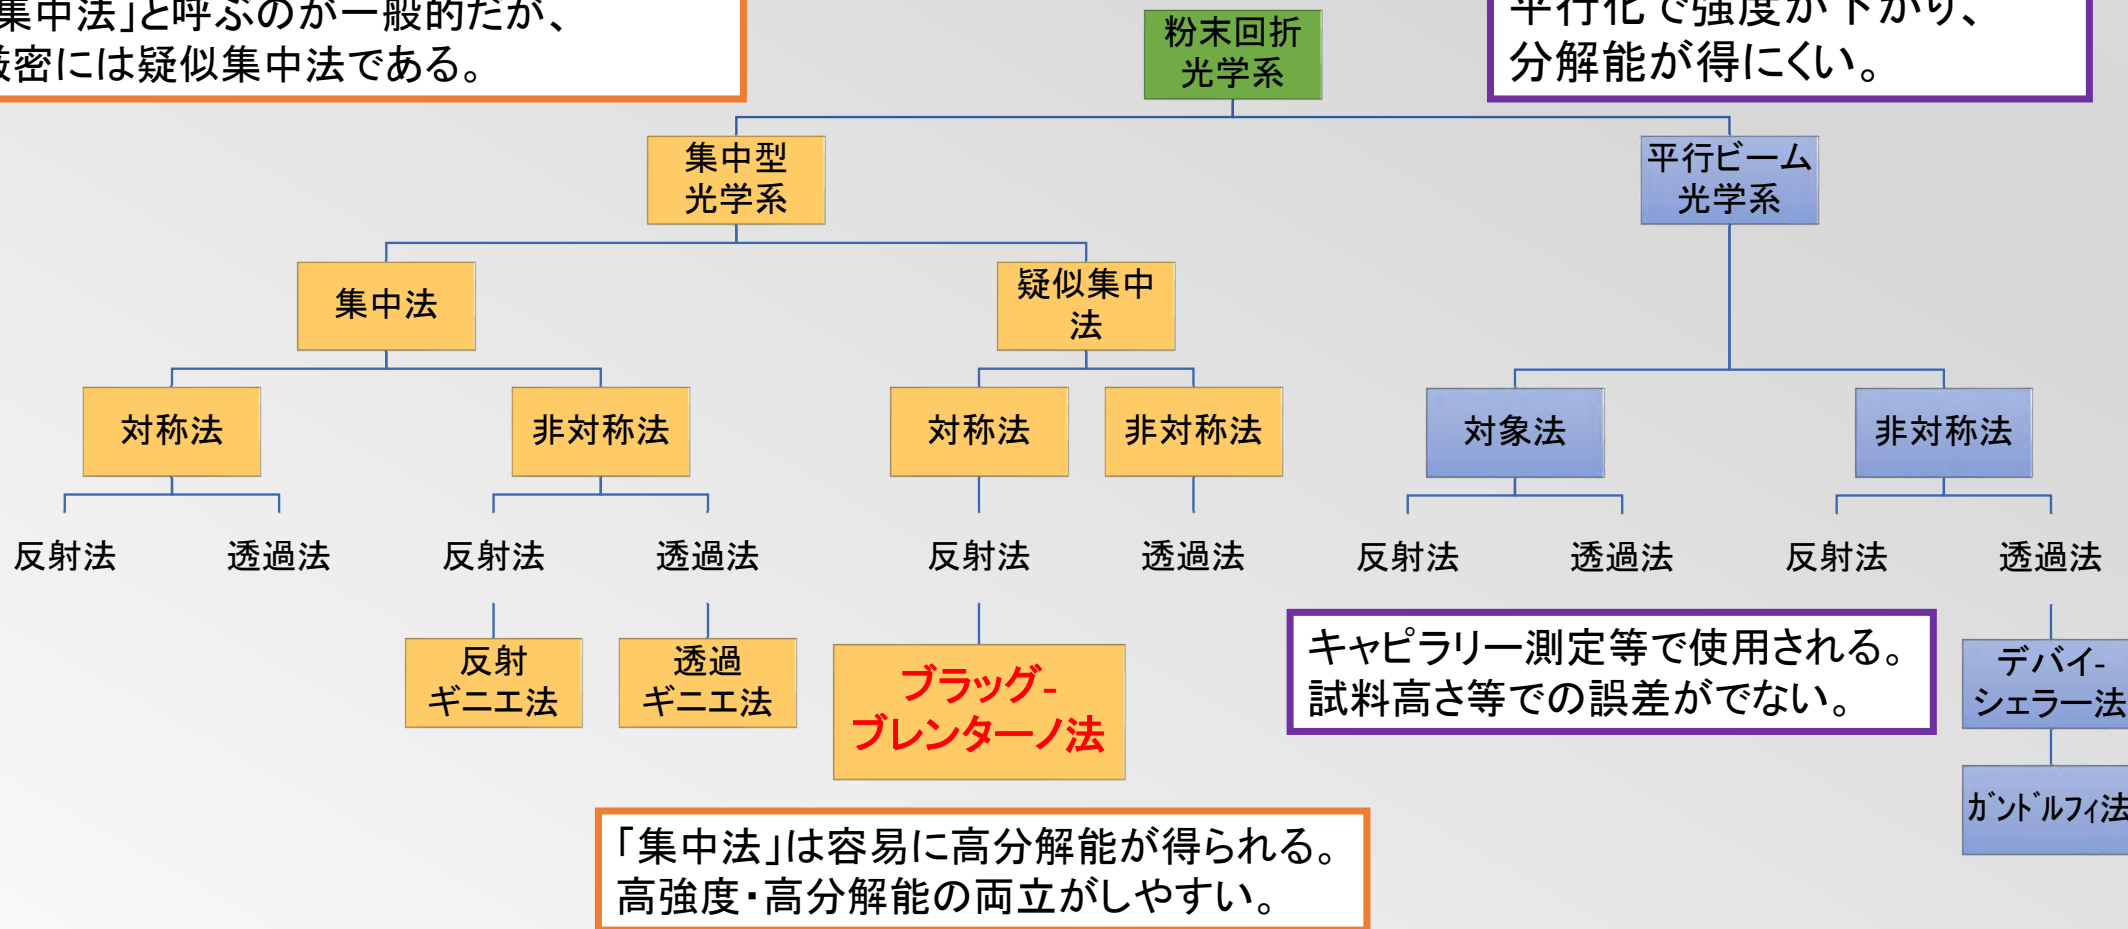 集中法」と呼ぶのが一般的だが、
厳密には疑似集中法である。
粉末回折
光学系
平行化で強度が下がり、
分解能が得にくい。
集中型
光学系
平行ビーム
光学系
集中法
疑似集中
法
対称法
非対称法
対称法
非対称法
対象法
非対称法
反射法
透過法
反射法
透過法
反射法
透過法
反射法
透過法
反射法
透過法
反射
ギニエ法
透過
ギニエ法
ブラッグ-
ブレンターノ法
キャピラリー測定等で使用される。
試料高さ等での誤差がでない。
デバイ-
シェラー法
ガンドルフィ法
「集中法」は容易に高分解能が得られる。
高強度・高分解能の両立がしやすい。